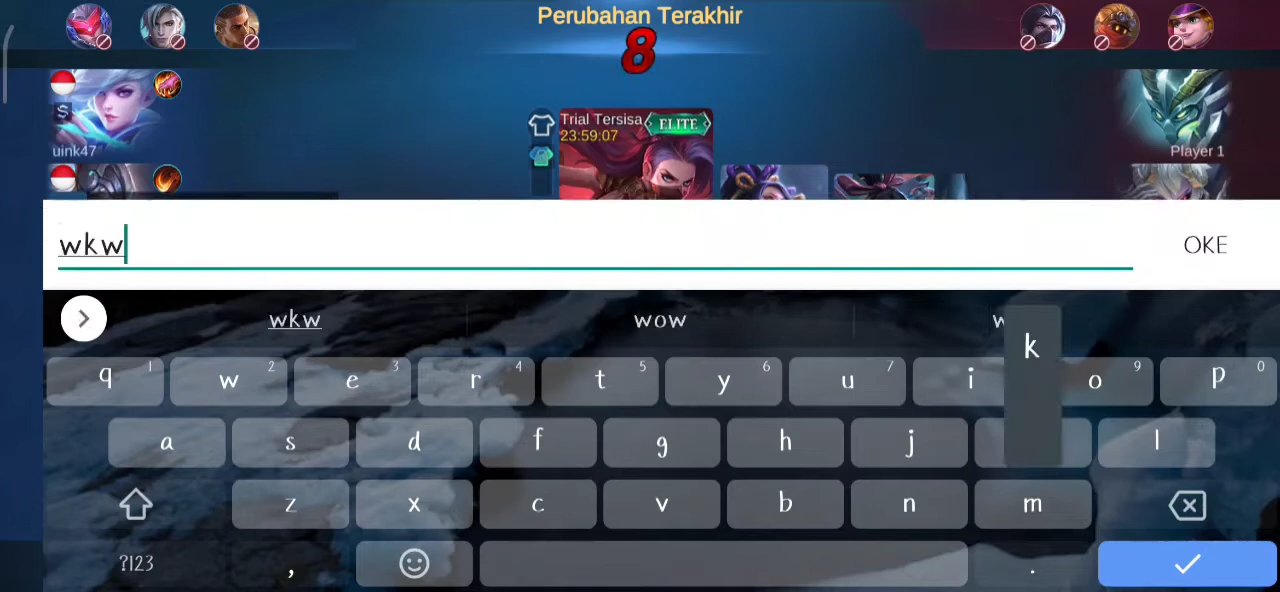 Perubahan Terakhir
8
$
uink47
Trial Tersisa
23:59:07
ELITE
Player 1
wkw
OKE
wkw wow w
k
q 1 w 2 e 3 r 4 t 5 y 6 u 7 i o 9 p 0
a s d f g h j l
z x c v b n m
?123 , .